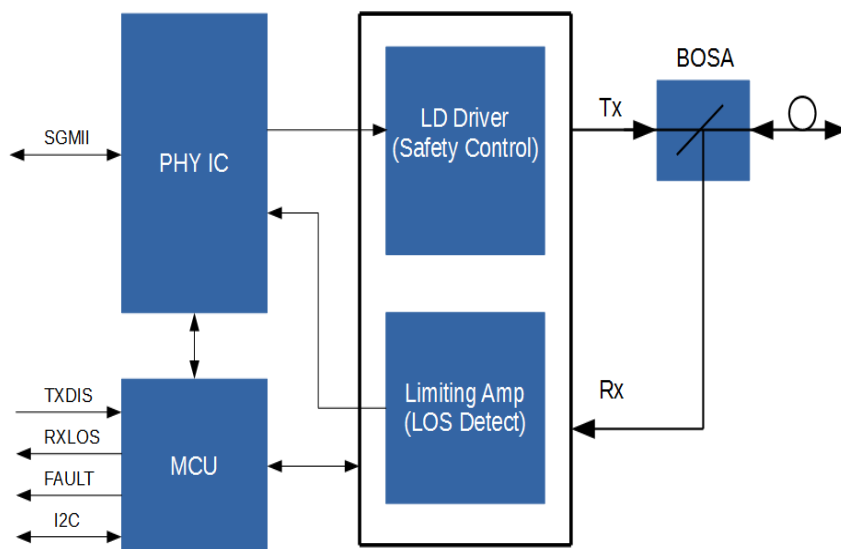 BOSA
LD Driver
(Safety Control)
Tx
SGMII
PHY IC
TXDIS
RXLOS
FAULT
I2C
MCU
Limiting Amp
(LOS Detect)
Rx